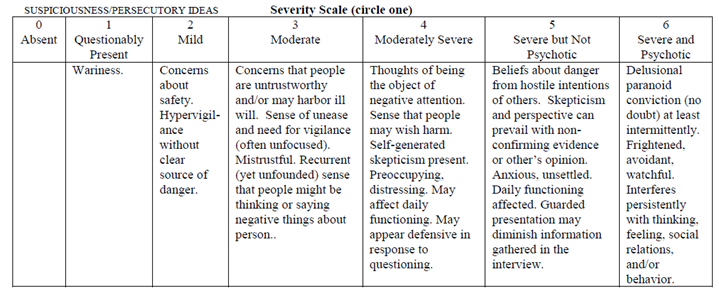 SUSPICIOUSNESS/PERSECUTORY IDEAS Severity Scale (circle one)
0 1 2 3 4 5 6
Absent Questionably Mild Moderate Moderately Severe Severe but Not Severe and
Present Psychotic Psychotic
Wariness.
Concerns
about
safety.
Hypervigil-
ance
without
clear
source of
danger.
Concerns that people
are untrustworthy
and/or may harbor ill
will. Sense of unease
and need for vigilance
(often unfocused).
Mistrustful. Recurrent
(yet unfounded) sense
that people might be
thinking or saying
negative things about
person..
Thoughts of being
the object of
negative attention.
Sense that people
may wish harm.
Self-generated
skepticism present.
Preoccupying,
distressing. May
affect daily
functioning. May
appear defensive in
response to
questioning.
Beliefs about danger
from hostile intentions
of others. Skepticism
and perspective can
prevail with non-
confirming evidence
or other's opinion.
Anxious, unsettled.
Daily functioning
affected. Guarded
presentation may
diminish information
gathered in the
interview.
Delusional
paranoid
conviction (no
doubt) at least
intermittently.
Frightened,
avoidant,
watchful.
Interferes
persistently
with thinking,
feeling, social
relations,
and/or
behavior.